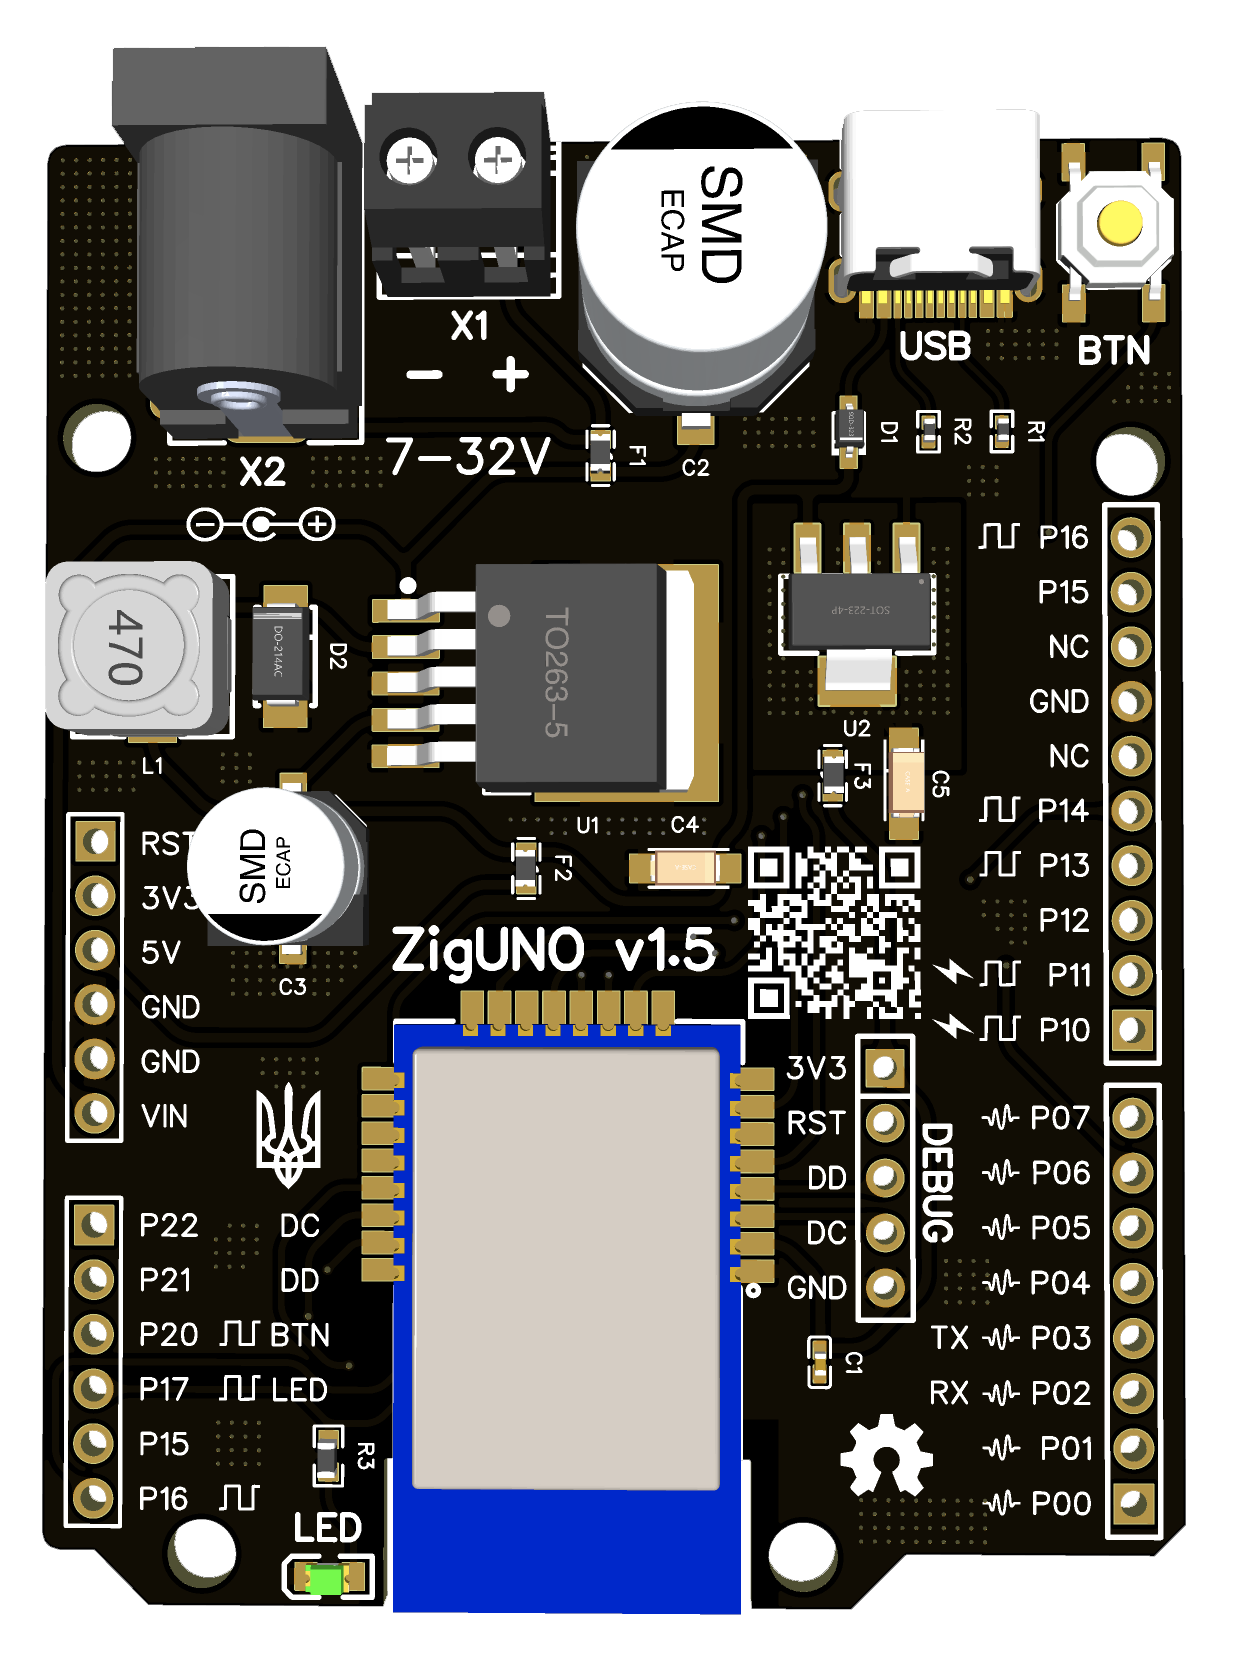 SMD
ECAP
X1
- +
USB
BTN
7-32V
X2
F1
C2
D1
R2
R1
- +
470
L1
DO-214AC
D2
TO263-5
U1
SOT-223-4P
U2
F3
C5
C4
F2
P16
P15
NC
GND
NC
P14
P13
P12
P11
P10
RST
3V3
5V
GND
GND
VIN
SMD
ECAP
C3
ZigUNO v1.5
3V3
RST
DD
DC
GND
DEBUG
C1
P07
P06
P05
P04
TX P03
RX P02
P01
P00
P22 DC
P21 DD
P20 BTN
P17 LED
P15
P16
R3
LED